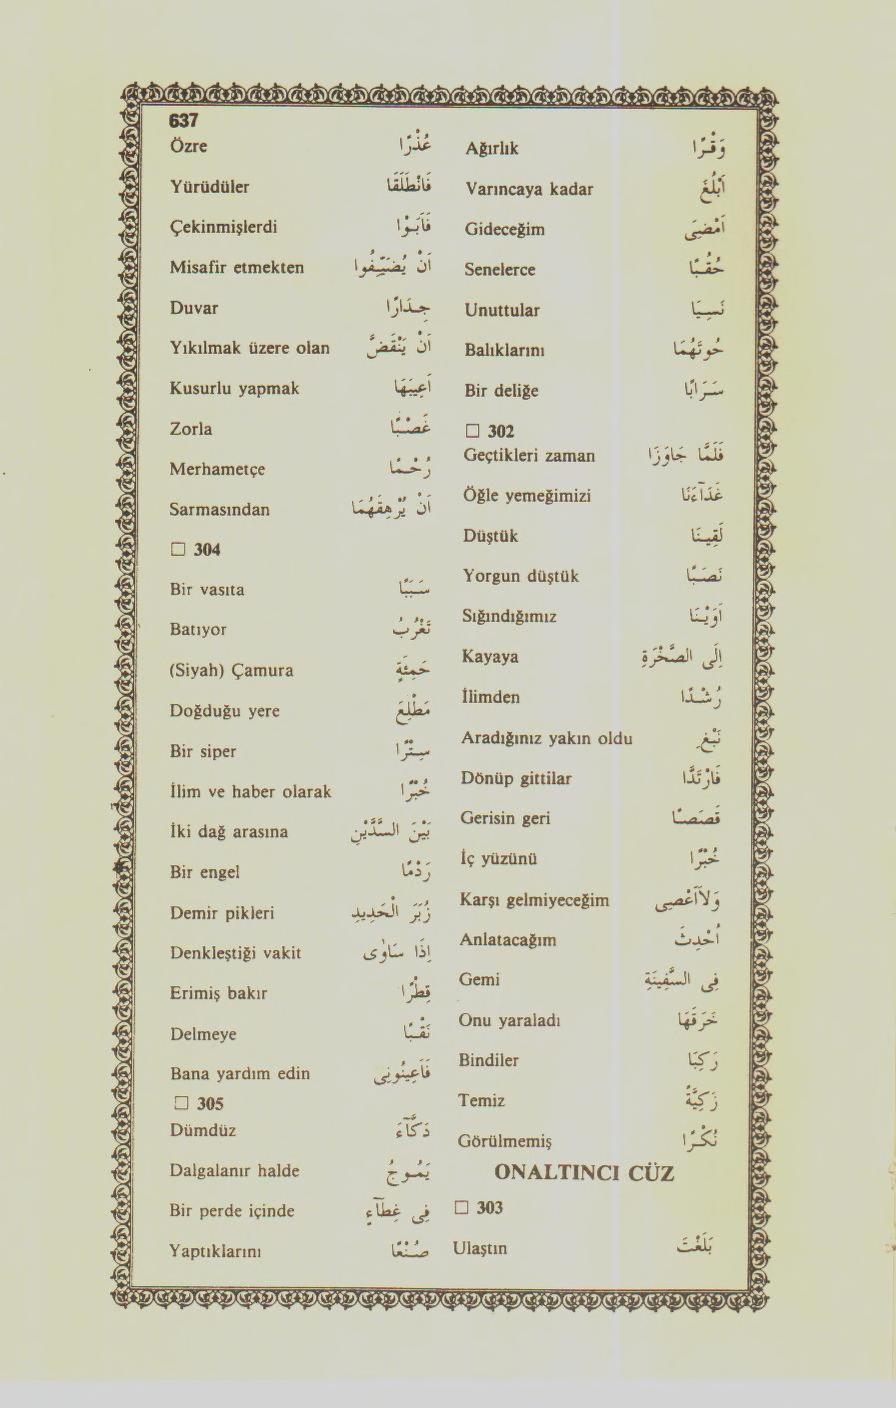 637
Ağırlık وَقْرًا
Varıncaya kadar اَبْلُغَ
Gideceğim اَمْضِىَ
Senelerce حُقُبًا
Unuttular نَسِيَا
Balıklarını حُوتَهُمَا
Bir deliğe سَرَابًا
□ 302
Geçtikleri zaman فَلَمَّا جَاوَزَا
Öğle yemeğimizi غَدَٓاءَنَا
Düştük لَقِينَا
Yorgun düştük نَصَبًا
Sığındığımız اَوَيْنَا
Kayaya اِلَى الصَّخْرَةِ
İlimden رُشْدًا
Aradığınız yakın oldu نَبْغِ
Dönüp gittilar فَارْتَدَّا
Gerisin geri قَصَصًا
İç yüzünü خُبْرًا
Karşı gelmiyeceğim وَلَٓا اَعْصِى
Anlatacağım اُحْدِثَ
Gemi فِى السَّفِينَةِ
Onu yaraladı خَرَقَهَا
Bindiler رَكِبَا
Temiz زَكِيَّةً
Görülmemiş نُكْرًا
ONALTINCI CÜZ
□ 303
Ulaştın بَلَغْتَ
Özre عُذْرًا
Yürüdüler فَانْطَلَقَا
Çekinmişlerdi فَاَبَوْا
Misafir etmekten اَنْ يُضَيِّفُوا
Duvar جِدَارًا
Yıkılmak üzere olan اَنْ يَنْقَضَّ
Kusurlu yapmak اَعِيبَهَا
Zorla غَصْبًا
Merhametçe رُحْمًا
Sarmasından اَنْ يُرْهِقَهُمَا
□ 304
Bir vasıta سَبَبًا
Batıyor تَغْرُبُ
(Siyah) Çamura حَمِئَةٍ
Doğduğu yere مَطْلِعَ
Bir siper سِتْرًا
İlim ve haber olarak خُبْرًا
İki dağ arasına بَيْنَ السَّدَّيْنِ
Bir engel رَدْمًا
Demir pikleri زُبَرَ الْحَدِيدِ
Denkleştiği vakit اِذَا سَاوٰى
Erimiş bakır قِطْرًا
Delmeye نَقْبًا
Bana yardım edin فَاَعِينُونِى
□ 305
Dümdüz دَكَّٓاءَ
Dalgalanır halde يَمُوجُ
Bir perde içinde فِى غِطَٓاءٍ
Yaptıklarını صُنْعًا